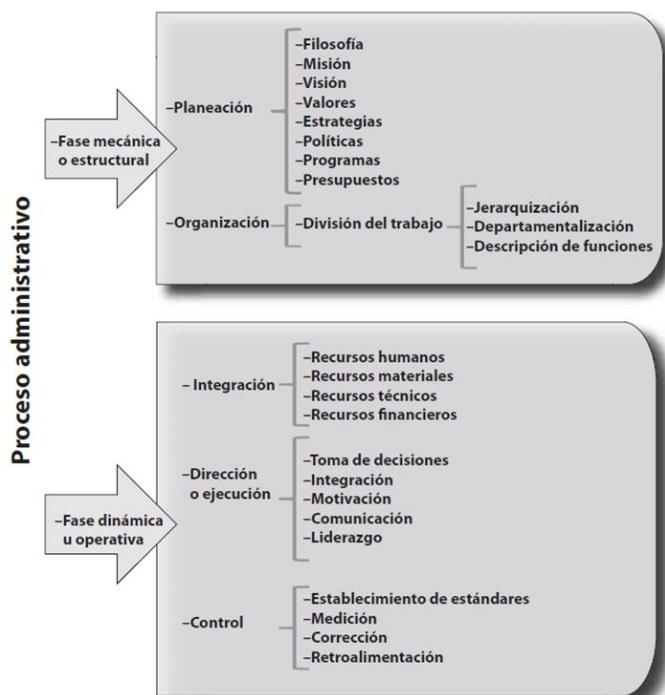 Proceso administrativo
–Fase mecánica
o estructural
–Planeación
–Filosofía
–Misión
–Visión
–Valores
–Estrategias
–Políticas
–Programas
–Presupuestos
–Organización
–División del trabajo
–Jerarquización
–Departamentalización
–Descripción de funciones
–Fase dinámica
u operativa
–Integración
–Recursos humanos
–Recursos materiales
–Recursos técnicos
–Recursos financieros
–Dirección
o ejecución
–Toma de decisiones
–Integración
–Motivación
–Comunicación
–Liderazgo
–Control
–Establecimiento de estándares
–Medición
–Corrección
–Retroalimentación